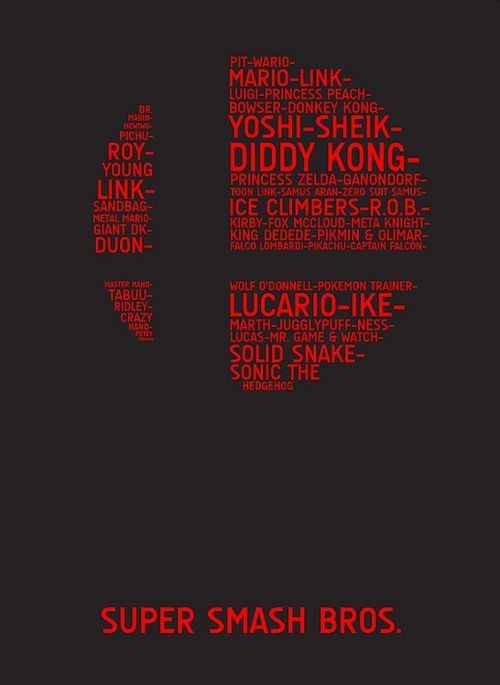 PIT-WARIO-
MARIO-LINK-
LUIGI-PRINCESS PEACH-
BOWSER-DONKEY KONG-
YOSHI-SHEIK-
DIDDY KONG-
PRINCESS ZELDA-GANONDORF-
TOON LINK-SAMUS ARAN-ZERO SUIT SAMUS-
ICE CLIMBERS-R.O.B.-
KIRBY-FOX MCCLOUD-META KNIGHT-
KING DEDEDE-PIKMIN & OLIMAR-
FALCO LOMBARDI-PIKACHU-CAPTAIN FALCON-
WOLF O'DONNELL-POKEMON TRAINER-
LUCARIO-IKE-
MARTH-JUGGLYPUFF-NESS-
LUCAS-MR. GAME & WATCH-
SOLID SNAKE-
SONIC THE
HEDGEHOG
DR.
MARIO-
MEWTWO-
PICHU-
ROY-
YOUNG
LINK-
SANDBAG-
METAL MARIO-
GIANT DK-
DUON-
MASTER HAND-
TABUU-
RIDLEY-
CRAZY
HAND-
PETEY
SUPER SMASH BROS.